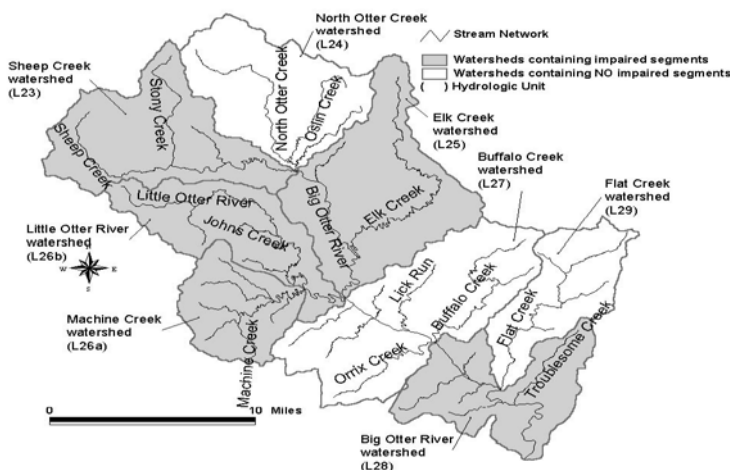 North Otter Creek
watershed
(L24)
Stream Network
Watersheds containing impaired segments
Watersheds containing NO impaired segments
( ) Hydrologic Unit
Sheep Creek
watershed
(L23)
Stony Creek
North Otter Creek
Oslin Creek
Elk Creek
watershed
(L25)
Buffalo Creek
watershed
(L27)
Flat Creek
watershed
(L29)
Sheep Creek
Little Otter River
Johns Creek
Big Otter River
Elk Creek
Little Otter River
watershed
(L26b)
N
W
E
S
Lick Run
Buffalo Creek
Flat Creek
Troublesome Creek
Machine Creek
watershed
(L26a)
Machine Creek
Orrix Creek
0
10
Miles
Big Otter River
watershed
(L28)